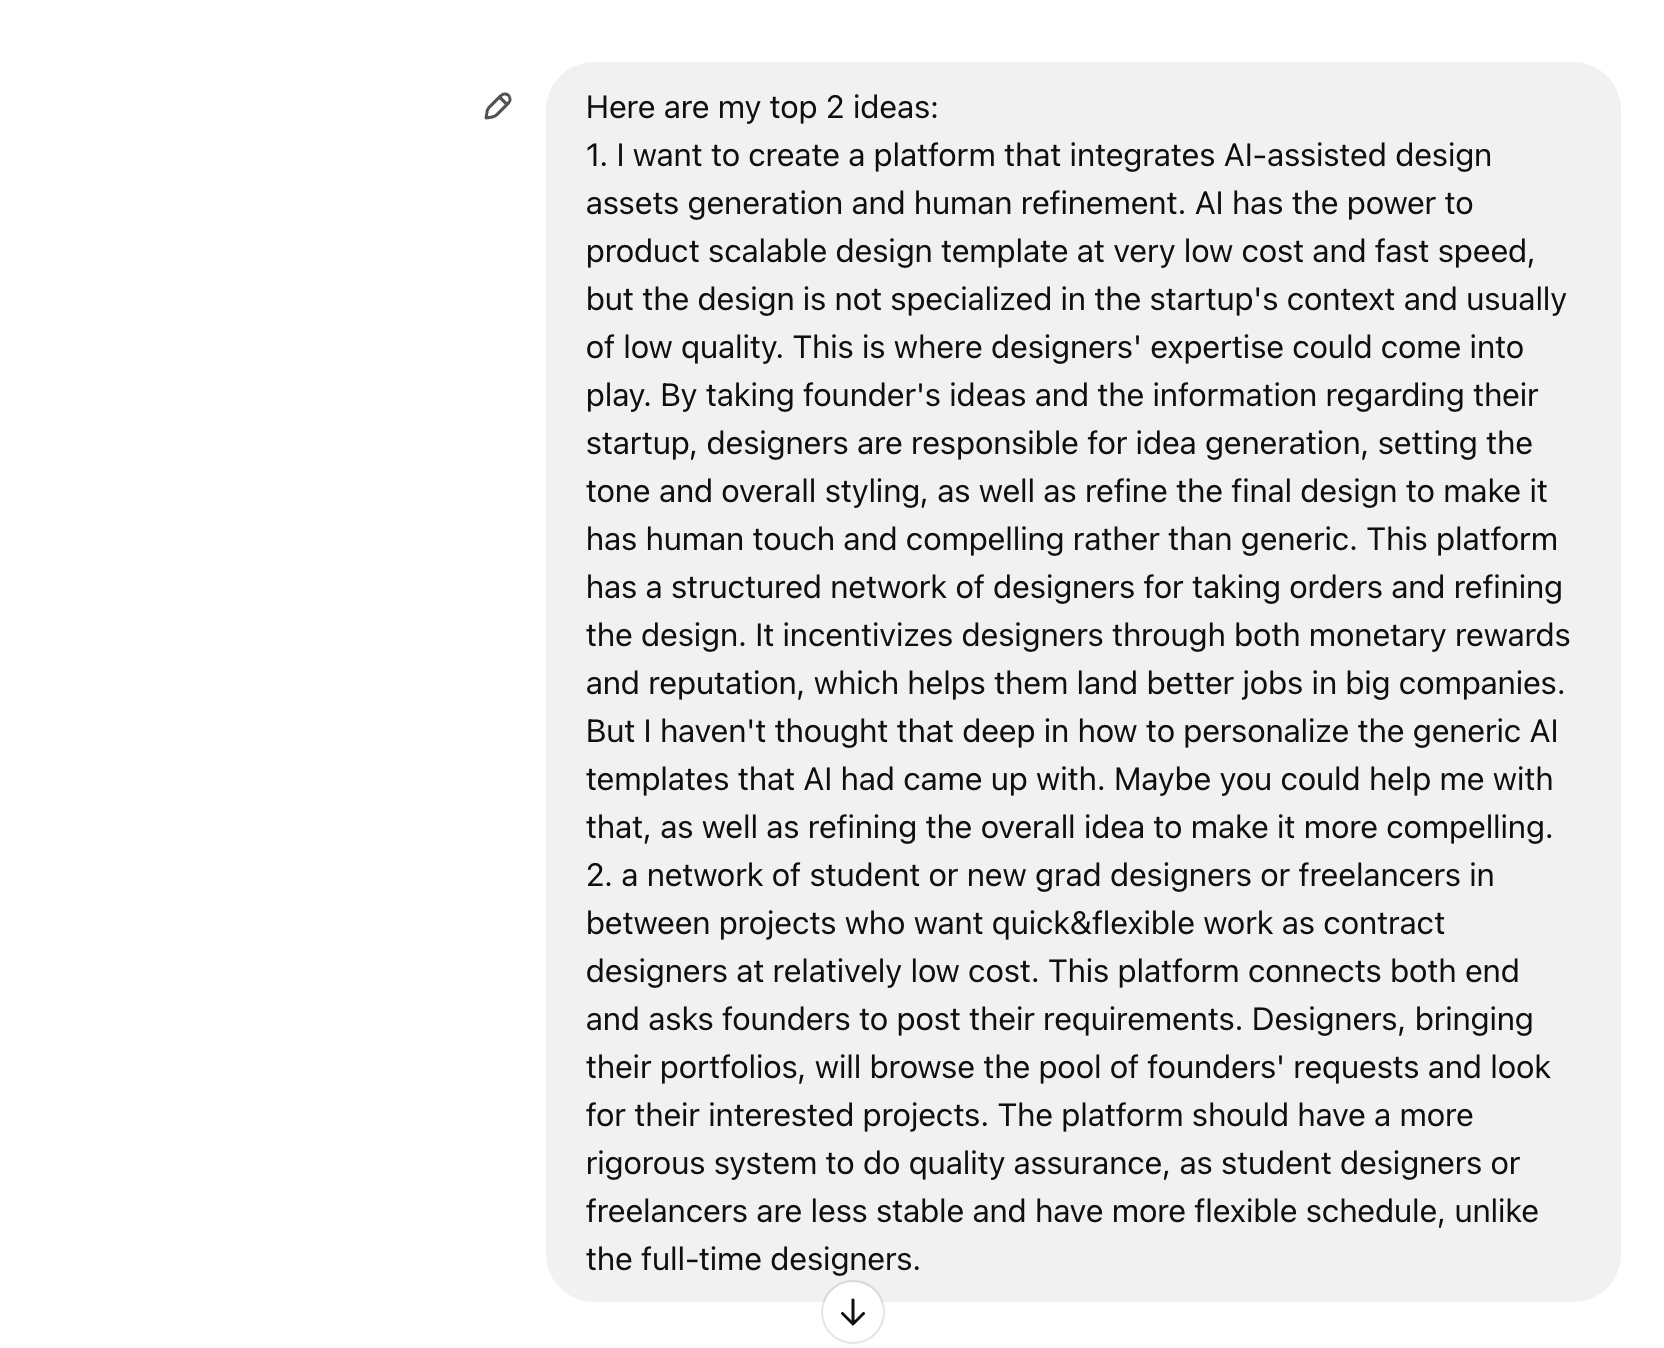 Here are my top 2 ideas:
1. I want to create a platform that integrates AI-assisted design
assets generation and human refinement. AI has the power to
product scalable design template at very low cost and fast speed,
but the design is not specialized in the startup's context and usually
of low quality. This is where designers' expertise could come into
play. By taking founder's ideas and the information regarding their
startup, designers are responsible for idea generation, setting the
tone and overall styling, as well as refine the final design to make it
has human touch and compelling rather than generic. This platform
has a structured network of designers for taking orders and refining
the design. It incentivizes designers through both monetary rewards
and reputation, which helps them land better jobs in big companies.
But I haven't thought that deep in how to personalize the generic AI
templates that AI had came up with. Maybe you could help me with
that, as well as refining the overall idea to make it more compelling.
2. a network of student or new grad designers or freelancers in
between projects who want quick&flexible work as contract
designers at relatively low cost. This platform connects both end
and asks founders to post their requirements. Designers, bringing
their portfolios, will browse the pool of founders' requests and look
for their interested projects. The platform should have a more
rigorous system to do quality assurance, as student designers or
freelancers are less stable and have more flexible schedule, unlike
the full-time designers.